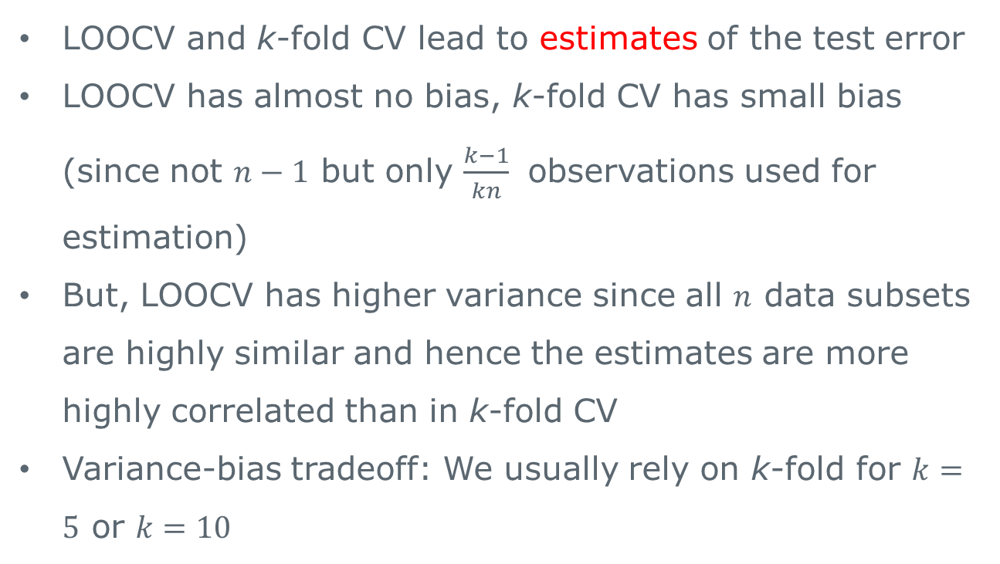 • LOOCV and k-fold CV lead to estimates of the test error
• LOOCV has almost no bias, k-fold CV has small bias
(since not n − 1 but only (k−1)/(kn) observations used for
estimation)
• But, LOOCV has higher variance since all n data subsets
are highly similar and hence the estimates are more
highly correlated than in k-fold CV
• Variance-bias tradeoff: We usually rely on k-fold for k =
5 or k = 10